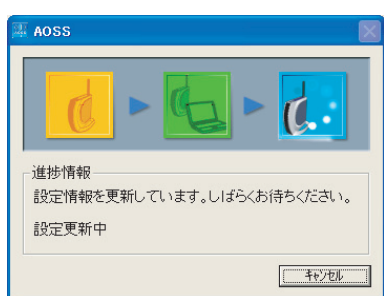 AOSS
進捗情報
設定情報を更新しています。しばらくお待ちください。
設定更新中
キャンセル